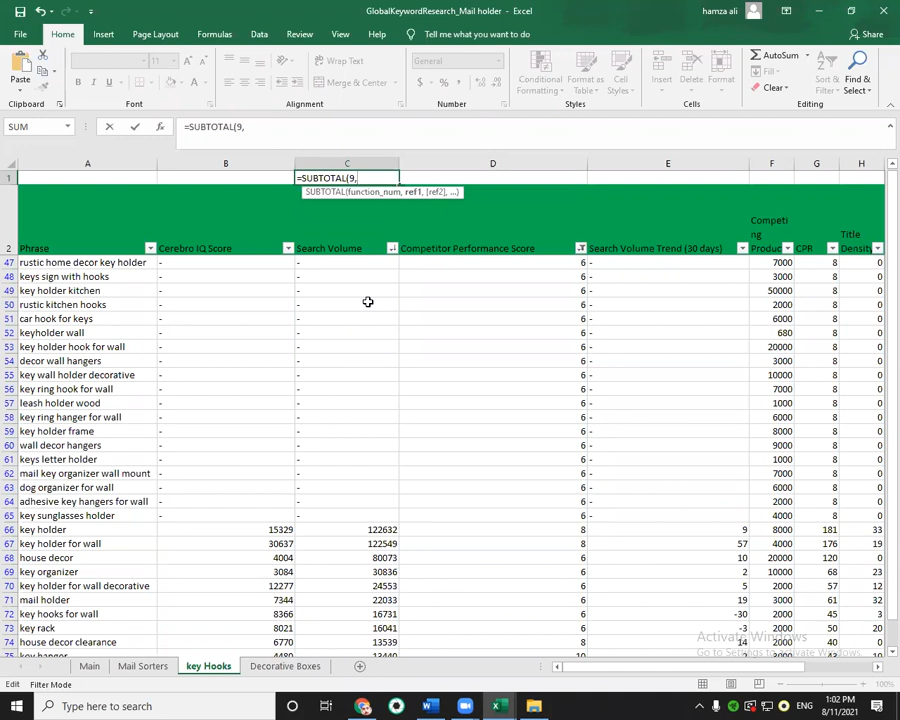 GlobalKeywordResearch_Mail holder - Excel
hamza ali
File Home Insert Page Layout Formulas Data Review View Help Tell me what you want to do Share
Paste
Clipboard
11
B I U
Font
Wrap Text
Merge & Center
Alignment
General
$ % ,
Number
Conditional Formatting
Format as Table
Cell Styles
Styles
Insert Delete Format
Cells
AutoSum
Fill
Clear
Sort & Filter
Find & Select
Editing
SUM =SUBTOTAL(9,
A B C D E F G H
1 =SUBTOTAL(9,
SUBTOTAL(function_num, ref1, [ref2], ...)
2 Phrase Cerebro IQ Score Search Volume Competitor Performance Score Search Volume Trend (30 days) Competi ng Produc CPR Title Density
47 rustic home decor key holder - - 6 - 7000 8 0
48 keys sign with hooks - - 6 - 3000 8 0
49 key holder kitchen - - 6 - 50000 8 0
50 rustic kitchen hooks - - 6 - 2000 8 0
51 car hook for keys - - 6 - 6000 8 0
52 keyholder wall - - 6 - 680 8 0
53 key holder hook for wall - - 6 - 20000 8 0
54 decor wall hangers - - 6 - 3000 8 0
55 key wall holder decorative - - 6 - 10000 8 0
56 key ring hook for wall - - 6 - 7000 8 0
57 leash holder wood - - 6 - 1000 8 0
58 key ring hanger for wall - - 6 - 6000 8 0
59 key holder frame - - 6 - 8000 8 0
60 wall decor hangers - - 6 - 9000 8 0
61 keys letter holder - - 6 - 1000 8 0
62 mail key organizer wall mount - - 6 - 7000 8 0
63 dog organizer for wall - - 6 - 6000 8 0
64 adhesive key hangers for wall - - 6 - 2000 8 0
65 key sunglasses holder - - 6 - 4000 8 0
66 key holder 15329 122632 8 9 8000 181 33
67 key holder for wall 30637 122549 8 57 4000 176 19
68 house decor 4004 80073 6 10 20000 120 0
69 key organizer 3084 30836 6 2 10000 68 23
70 key holder for wall decorative 12277 24553 6 5 2000 57 12
71 mail holder 7344 22033 6 19 3000 61 32
72 key hooks for wall 8366 16731 6 -30 2000 45 3
73 key rack 8021 16041 6 -3 2000 50 20
74 house decor clearance 6770 13539 8 14 2000 40 0
75 key hanger 4480 13440
Activate Windows
Go to Settings to Activate Windows.
Main Mail Sorters key Hooks Decorative Boxes
Edit Filter Mode 100%
Type here to search
ENG
1:02 PM
8/11/2021